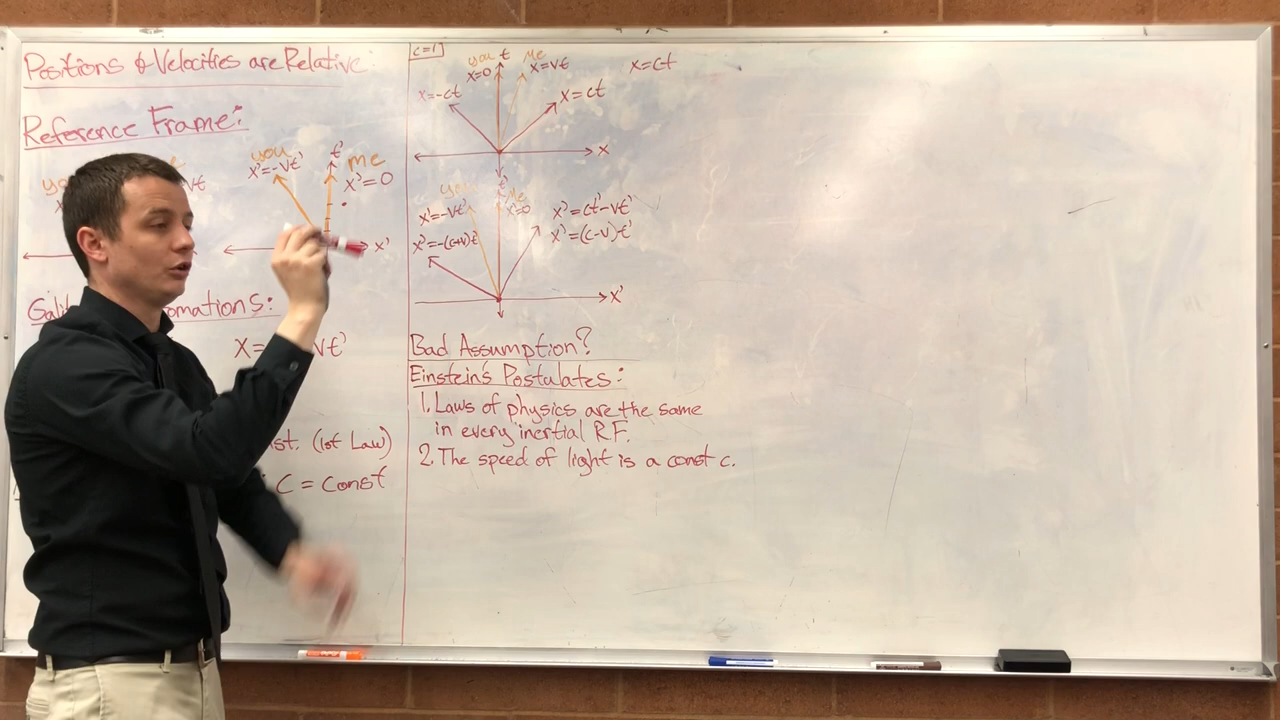 Positions & Velocities are Relative:
Reference Frame:
you
x'=-vt'
t'
me
x'=0
x'
x= vt'
(1st Law)
c = const
c=1
you
x=0
t
me
x=vt
x=-ct
x=ct
x
x=ct
you
x'=-vt'
x'=-(c+v)t'
t'
me
x'=0
x'=ct'-vt'
x'=(c-v)t'
x'
Bad Assumption?
Einstein's Postulates:
1. Laws of physics are the same
in every inertial RF.
2. The speed of light is a const c.